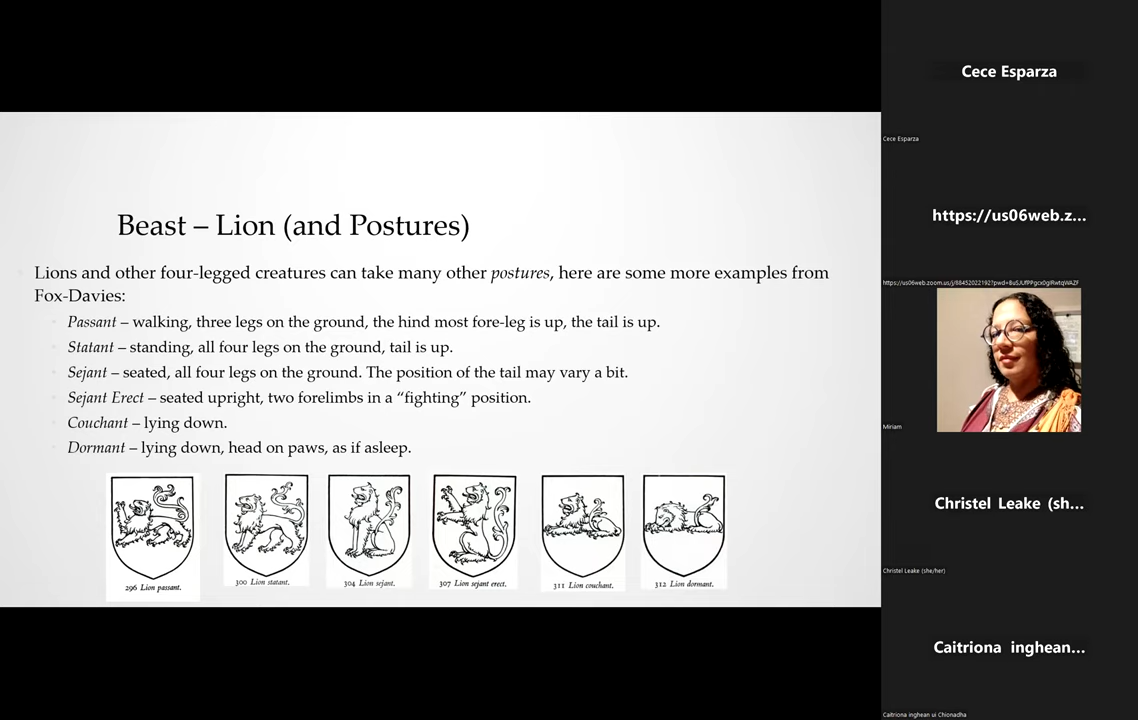 Beast – Lion (and Postures)
Lions and other four-legged creatures can take many other postures, here are some more examples from
Fox-Davies:
Passant – walking, three legs on the ground, the hind most fore-leg is up, the tail is up.
Statant – standing, all four legs on the ground, tail is up.
Sejant – seated, all four legs on the ground. The position of the tail may vary a bit.
Sejant Erect – seated upright, two forelimbs in a “fighting” position.
Couchant – lying down.
Dormant – lying down, head on paws, as if asleep.
296 Lion passant.
300 Lion statant.
304 Lion sejant.
307 Lion sejant erect.
311 Lion couchant.
312 Lion dormant.
Cece Esparza
Cece Esparza
https://us06web.z...
Miriam
Christel Leake (sh...
Christel Leake (she/her)
Caitriona inghean...
Caitriona inghean ui Chionadha